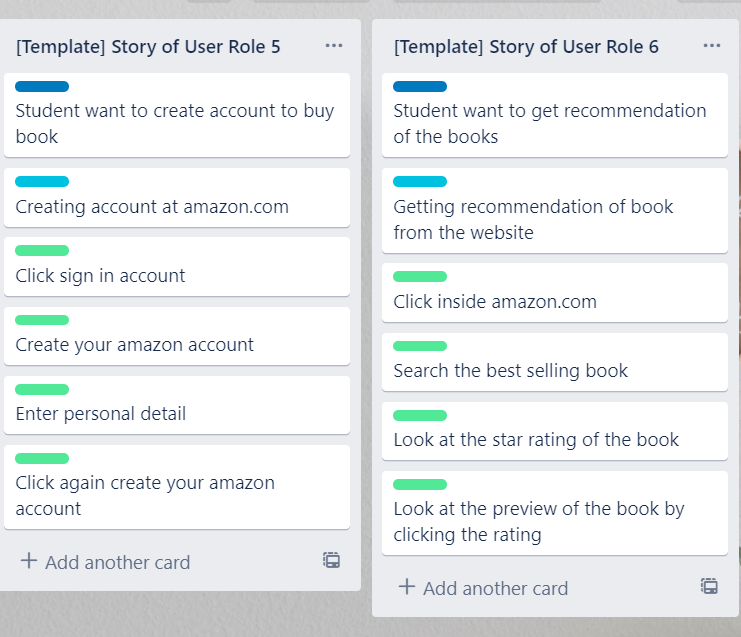 [Template] Story of User Role 5
Student want to create account to buy
book
Creating account at amazon.com
Click sign in account
Create your amazon account
Enter personal detail
Click again create your amazon
account
Add another card
[Template] Story of User Role 6
Student want to get recommendation
of the books
Getting recommendation of book
from the website
Click inside amazon.com
Search the best selling book
Look at the star rating of the book
Look at the preview of the book by
clicking the rating
Add another card